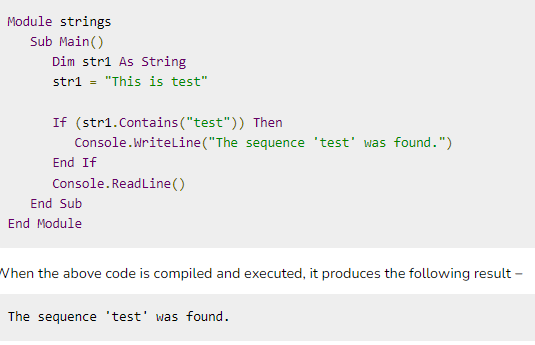 Module strings
Sub Main()
Dim str1 As String
str1 = "This is test"
If (str1.Contains("test")) Then
Console.WriteLine("The sequence 'test' was found.")
End If
Console.ReadLine()
End Sub
End Module
When the above code is compiled and executed, it produces the following result –
The sequence 'test' was found.